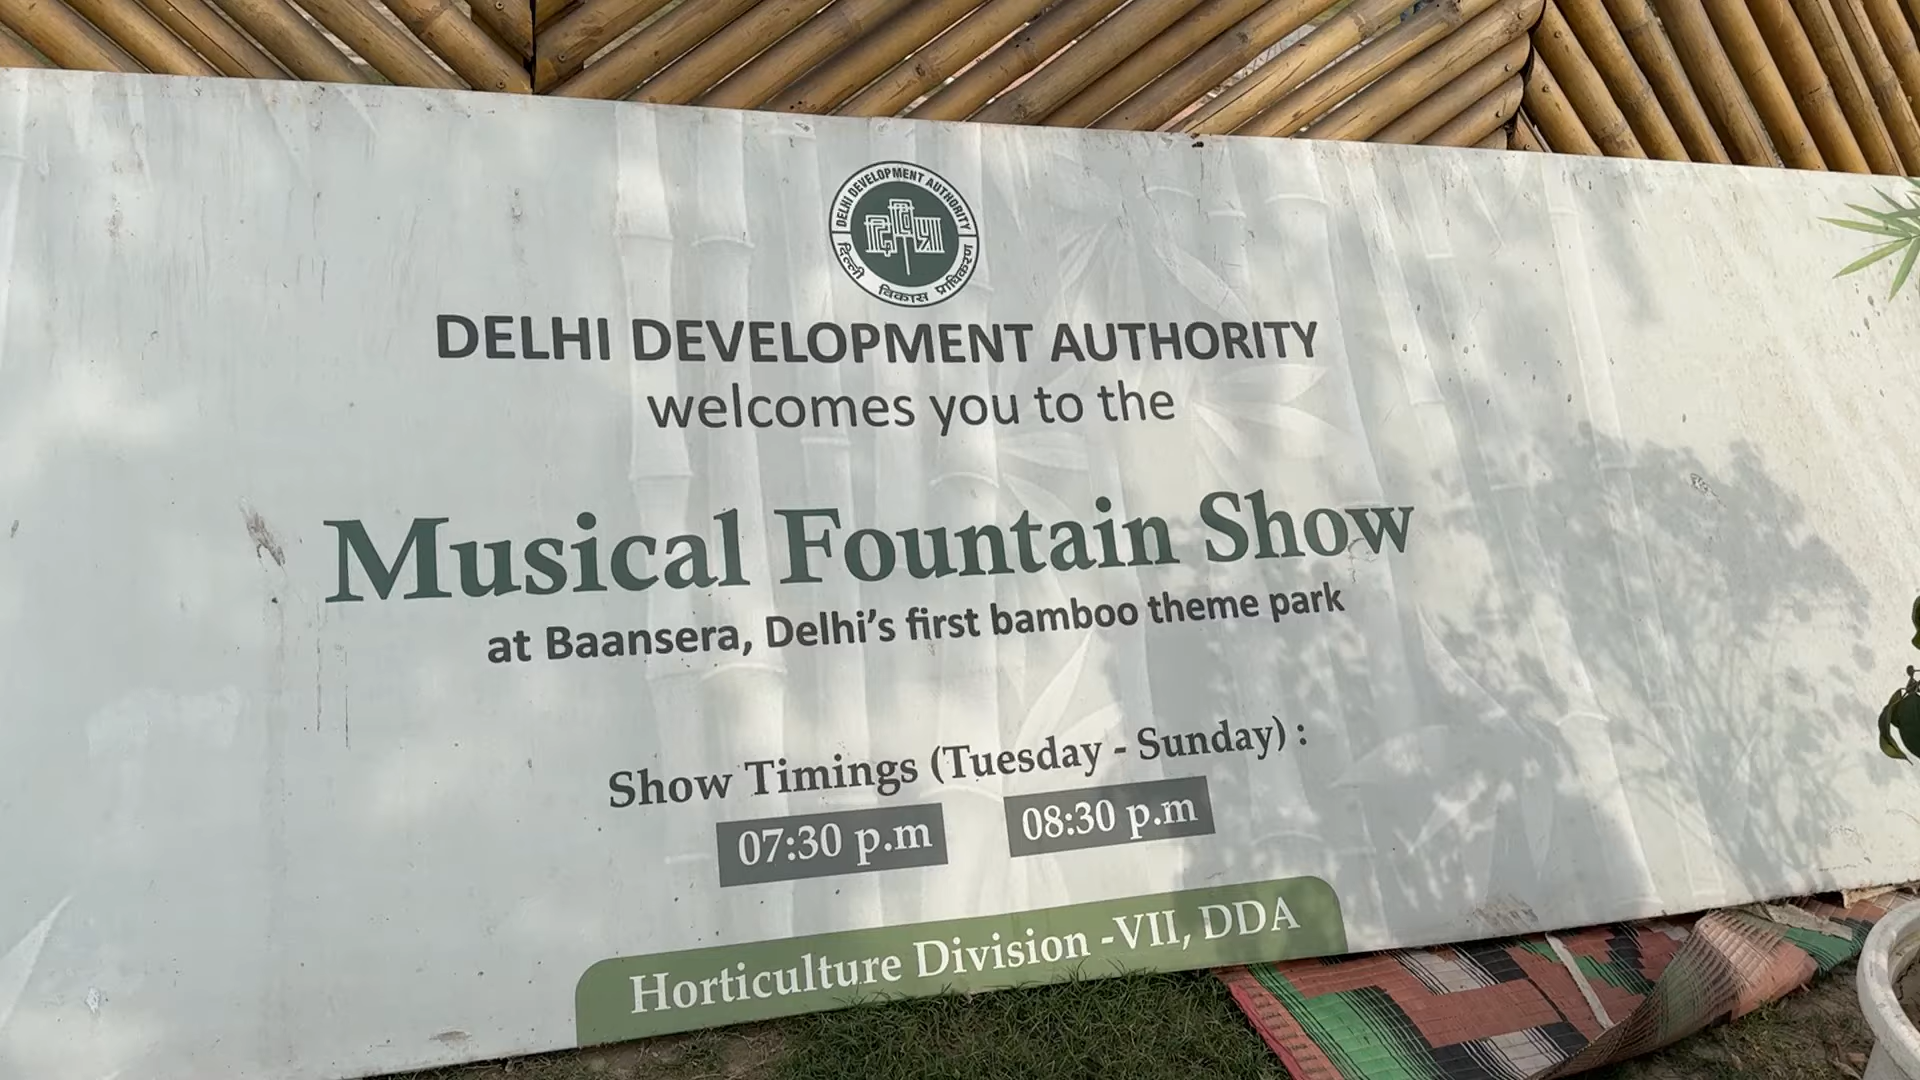 DELHI DEVELOPMENT AUTHORITY
दिल्ली विकास प्राधिकरण
दिविप्रा
DELHI DEVELOPMENT AUTHORITY
welcomes you to the
Musical Fountain Show
at Baansera, Delhi's first bamboo theme park
Show Timings (Tuesday - Sunday) :
07:30 p.m 08:30 p.m
Horticulture Division -VII, DDA